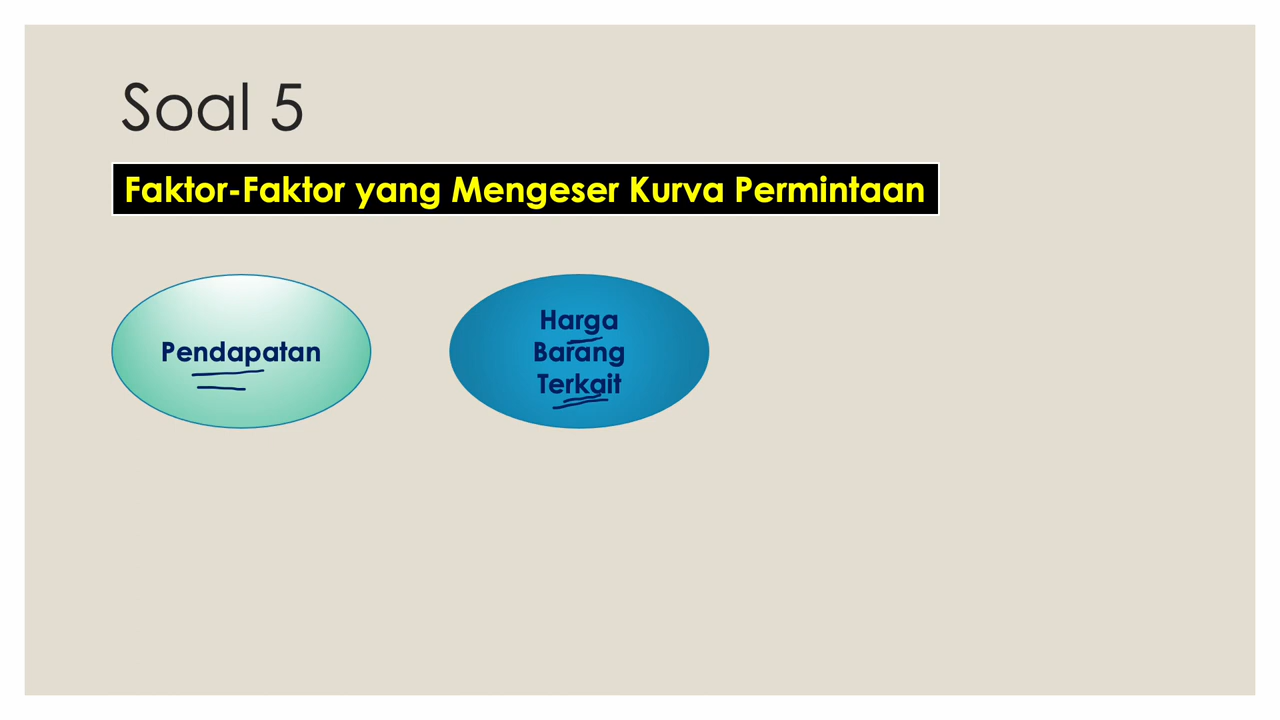 Soal 5
Faktor-Faktor yang Mengeser Kurva Permintaan
Pendapatan
Harga
Barang
Terkait